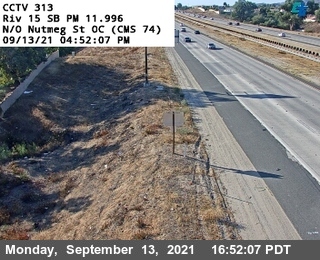 CCTV 313
Riv 15 SB PM 11.996
N/O Nutmeg St OC (CMS 74)
09/13/21 04:52:07 PM
Monday, September 13, 2021 16:52:07 PDT